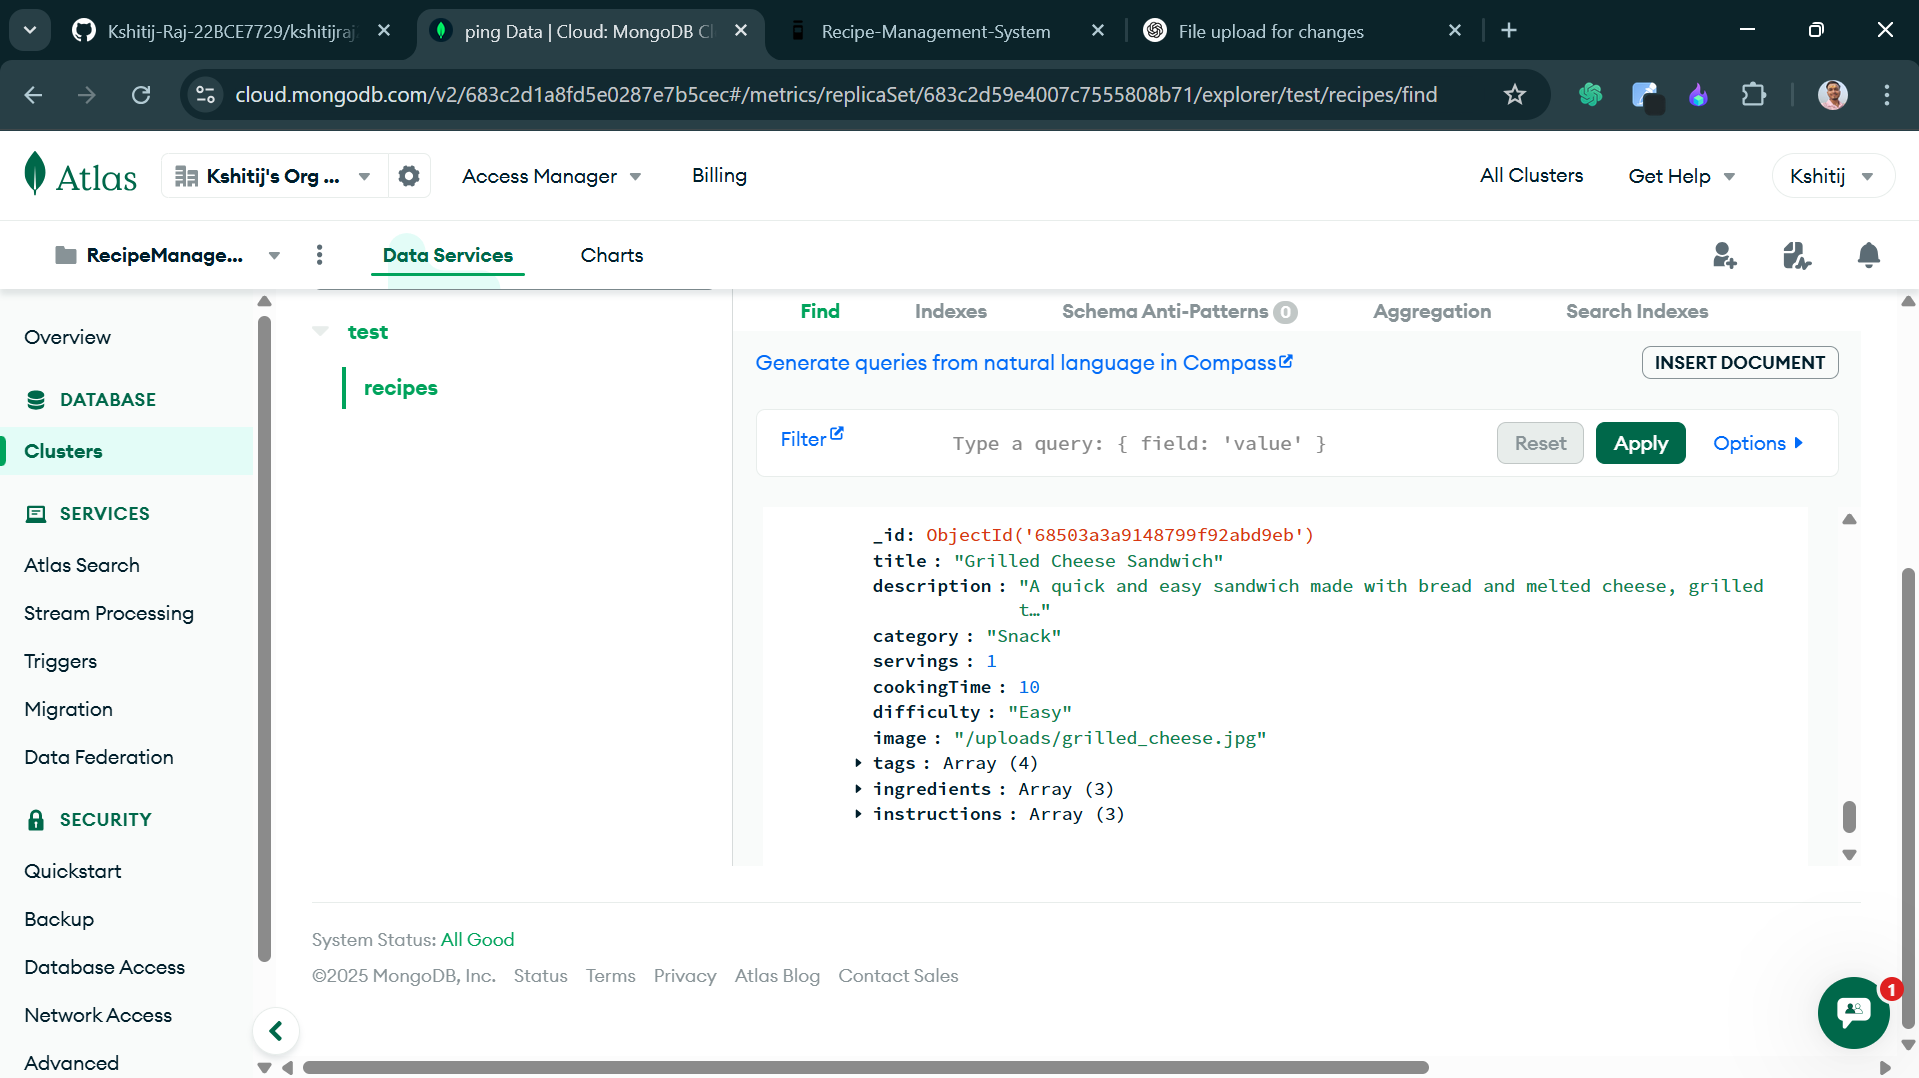 Kshitij-Raj-22BCE7729/kshitijraj
ping Data | Cloud: MongoDB Cl
Recipe-Management-System
File upload for changes
cloud.mongodb.com/v2/683c2d1a8fd5e0287e7b5cec#/metrics/replicaSet/683c2d59e4007c7555808b71/explorer/test/recipes/find
Atlas
Kshitij's Org ...
Access Manager
Billing
All Clusters
Get Help
Kshitij
RecipeManage...
Data Services
Charts
Overview
DATABASE
Clusters
SERVICES
Atlas Search
Stream Processing
Triggers
Migration
Data Federation
SECURITY
Quickstart
Backup
Database Access
Network Access
Advanced
test
recipes
Find
Indexes
Schema Anti-Patterns 0
Aggregation
Search Indexes
Generate queries from natural language in Compass
INSERT DOCUMENT
Filter
Type a query: { field: 'value' }
Reset
Apply
Options
_id: ObjectId('68503a3a9148799f92abd9eb')
title : "Grilled Cheese Sandwich"
description : "A quick and easy sandwich made with bread and melted cheese, grilled
t…"
category : "Snack"
servings : 1
cookingTime : 10
difficulty : "Easy"
image : "/uploads/grilled_cheese.jpg"
tags : Array (4)
ingredients : Array (3)
instructions : Array (3)
System Status: All Good
©2025 MongoDB, Inc.
Status
Terms
Privacy
Atlas Blog
Contact Sales
1